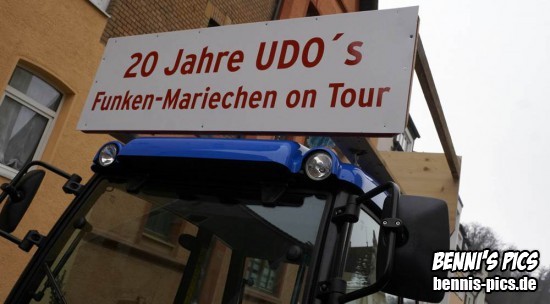 20 Jahre UDO´s
Funken-Mariechen on Tour
BENNI'S PICS
bennis-pics.de